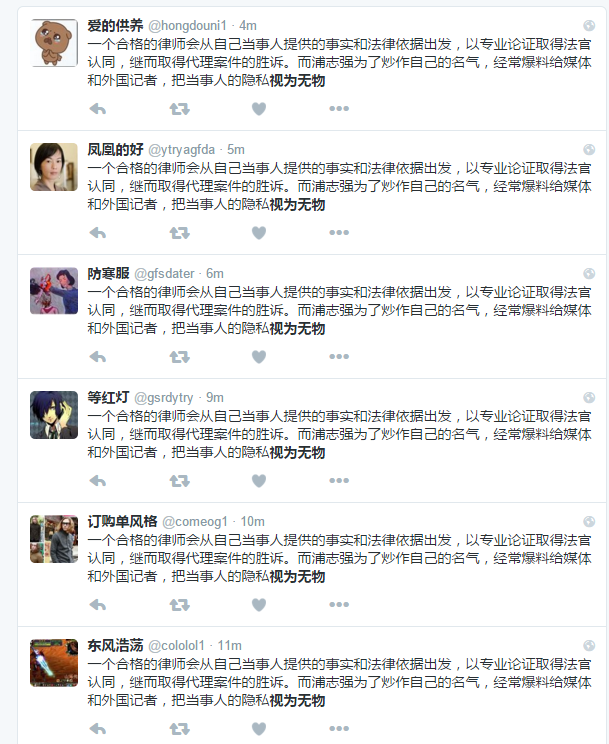 爱的供养 @hongdouni1 · 4m
一个合格的律师会从自己当事人提供的事实和法律依据出发，以专业论证取得法官
认同，继而取得代理案件的胜诉。而浦志强为了炒作自己的名气，经常爆料给媒体
和外国记者，把当事人的隐私视为无物
凤凰的好 @ytryagfda · 5m
一个合格的律师会从自己当事人提供的事实和法律依据出发，以专业论证取得法官
认同，继而取得代理案件的胜诉。而浦志强为了炒作自己的名气，经常爆料给媒体
和外国记者，把当事人的隐私视为无物
防寒服 @gfsdater · 6m
一个合格的律师会从自己当事人提供的事实和法律依据出发，以专业论证取得法官
认同，继而取得代理案件的胜诉。而浦志强为了炒作自己的名气，经常爆料给媒体
和外国记者，把当事人的隐私视为无物
等红灯 @gsrdytry · 9m
一个合格的律师会从自己当事人提供的事实和法律依据出发，以专业论证取得法官
认同，继而取得代理案件的胜诉。而浦志强为了炒作自己的名气，经常爆料给媒体
和外国记者，把当事人的隐私视为无物
订购单风格 @comeog1 · 10m
一个合格的律师会从自己当事人提供的事实和法律依据出发，以专业论证取得法官
认同，继而取得代理案件的胜诉。而浦志强为了炒作自己的名气，经常爆料给媒体
和外国记者，把当事人的隐私视为无物
东风浩荡 @cololol1 · 11m
一个合格的律师会从自己当事人提供的事实和法律依据出发，以专业论证取得法官
认同，继而取得代理案件的胜诉。而浦志强为了炒作自己的名气，经常爆料给媒体
和外国记者，把当事人的隐私视为无物